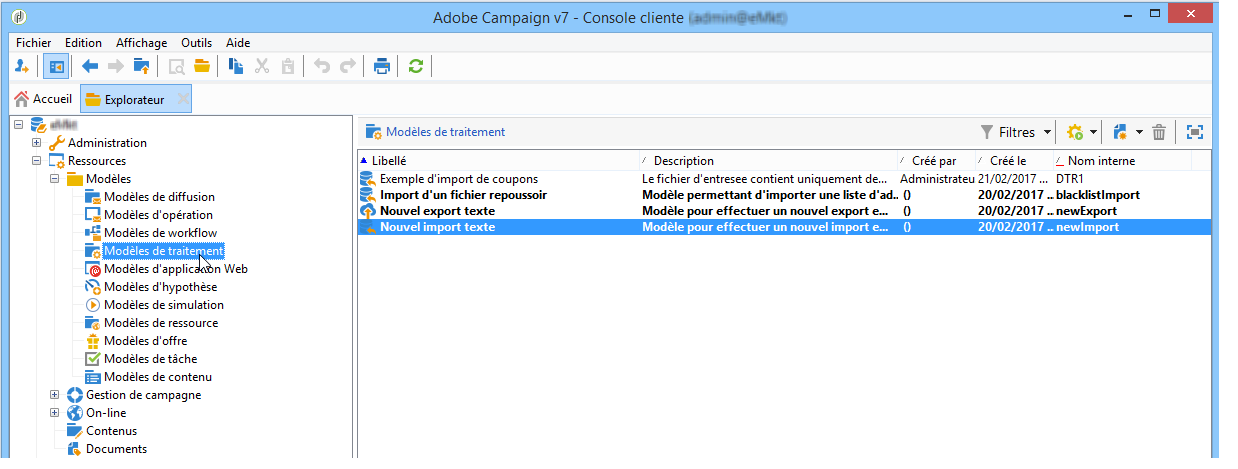 Adobe Campaign v7 - Console cliente
Fichier Edition Affichage Outils Aide
Accueil Explorateur
Administration
Ressources
Modèles
Modèles de diffusion
Modèles d'opération
Modèles de workflow
Modèles de traitement
Modèles d'application Web
Modèles d'hypothèse
Modèles de simulation
Modèles de ressource
Modèles d'offre
Modèles de tâche
Modèles de contenu
Gestion de campagne
On-line
Contenus
Documents
Modèles de traitement Filtres
Libellé Description Créé par Créé le Nom interne
Exemple d'import de coupons Le fichier d'entresee contient uniquement de... Administrateu 21/02/2017 ... DTR1
Import d'un fichier repoussoir Modèle permettant d'importer une liste d'ad.. () 20/02/2017 .. blacklistImport
Nouvel export texte Modèle pour effectuer un nouvel export e... () 20/02/2017 .. newExport
Nouvel import texte Modèle pour effectuer un nouvel import e... () 20/02/2017 .. newImport